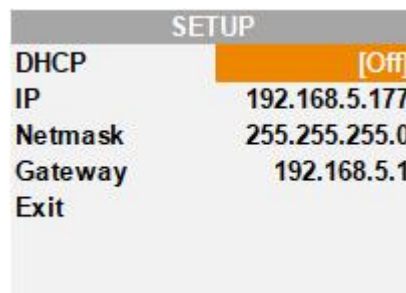 SETUP
DHCP [Off]
IP 192.168.5.177
Netmask 255.255.255.0
Gateway 192.168.5.1
Exit